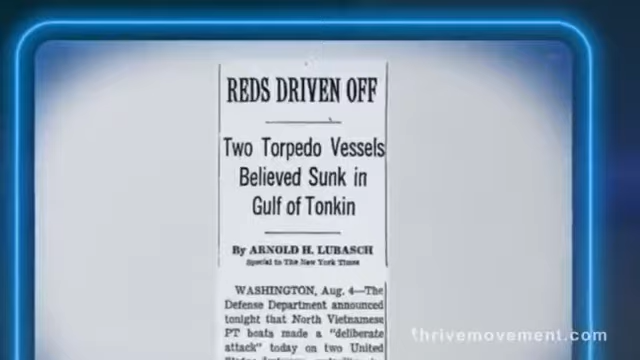 REDS DRIVEN OFF
Two Torpedo Vessels
Believed Sunk in
Gulf of Tonkin
By ARNOLD H. LUBASCH
Special to The New York Times
WASHINGTON, Aug. 4—The
Defense Department announced
tonight that North Vietnamese
PT boats made a "deliberate
attack" today on two United
thrivemovement.com